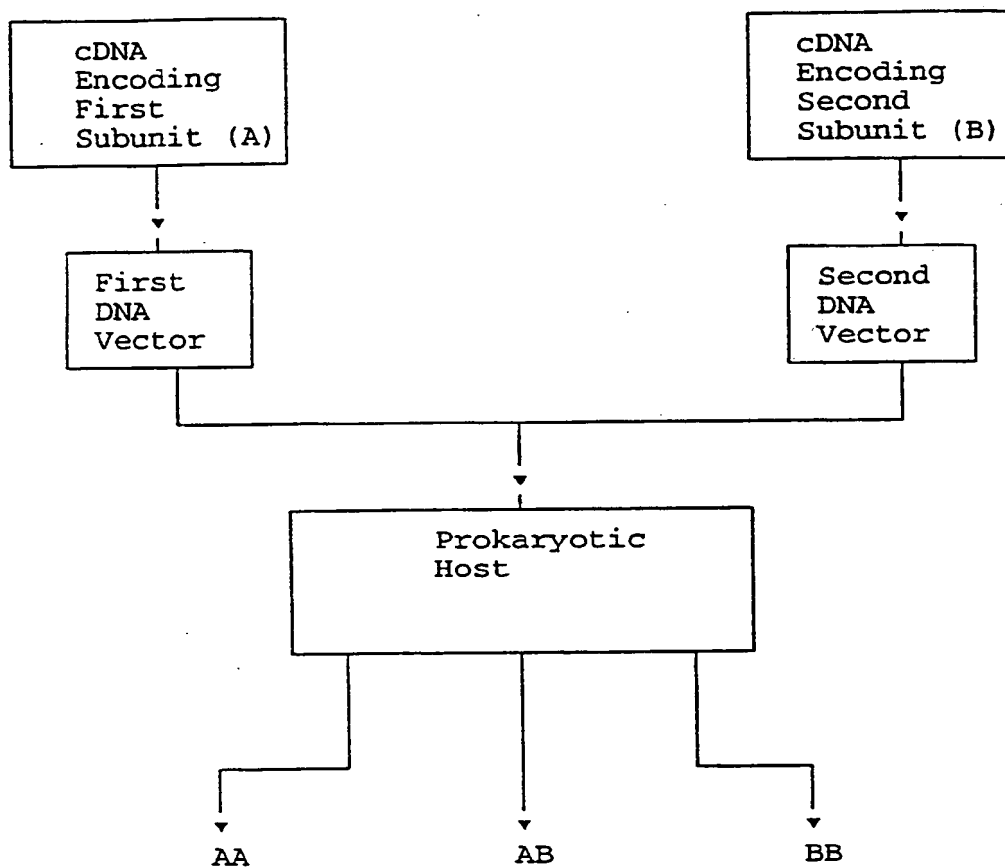 cDNA
Encoding
First
Subunit (A)
cDNA
Encoding
Second
Subunit (B)
First
DNA
Vector
Second
DNA
Vector
Prokaryotic
Host
AA
AB
BB